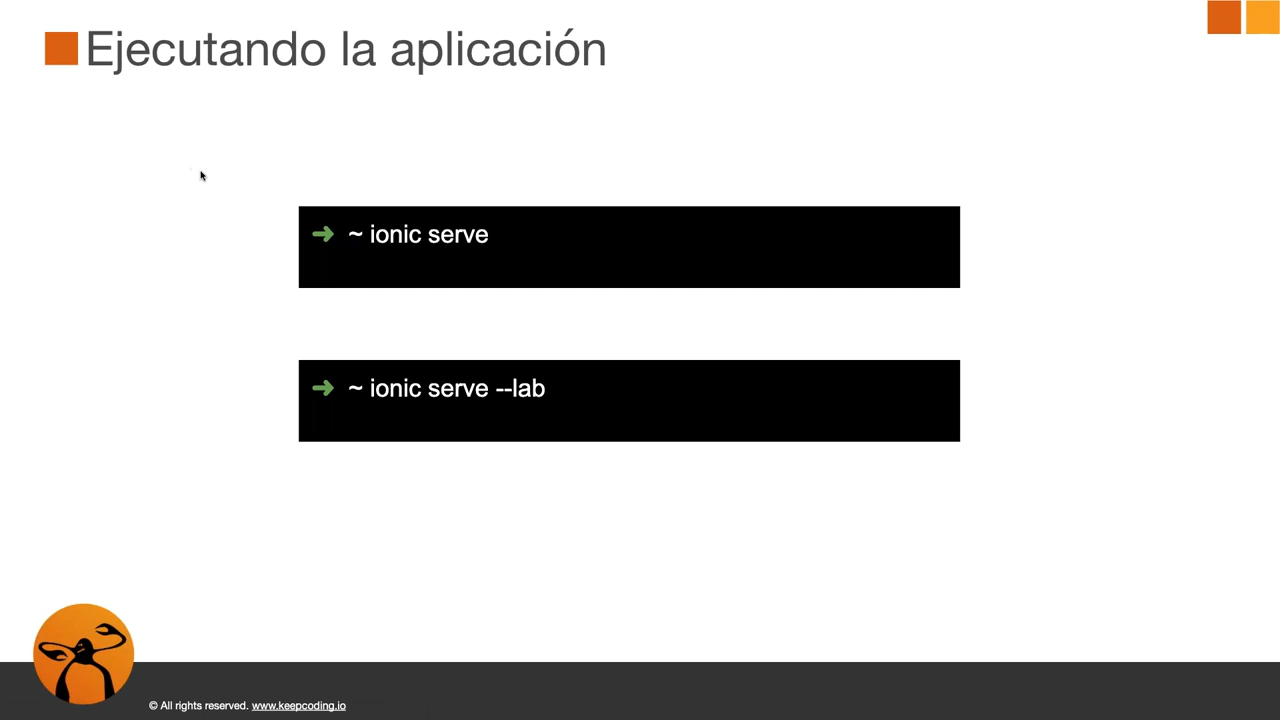 Ejecutando la aplicación
➜ ~ ionic serve
➜ ~ ionic serve --lab
© All rights reserved. www.keepcoding.io